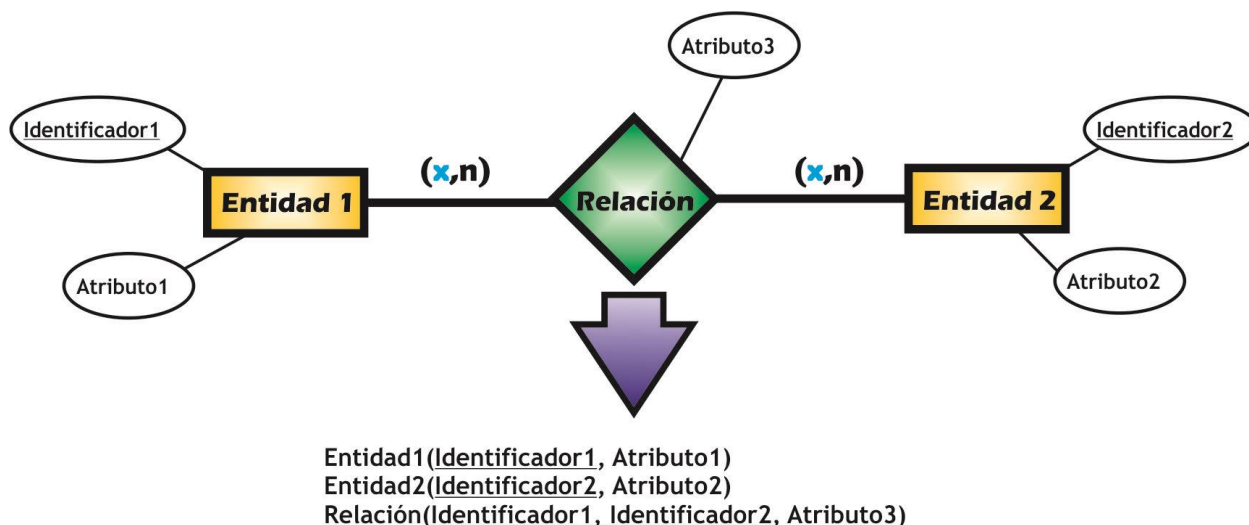 Atributo3
Identificador1
Identificador2
(x,n)
(x,n)
Entidad 1
Relación
Entidad 2
Atributo1
Atributo2
Entidad1(Identificador1, Atributo1)
Entidad2(Identificador2, Atributo2)
Relación(Identificador1, Identificador2, Atributo3)